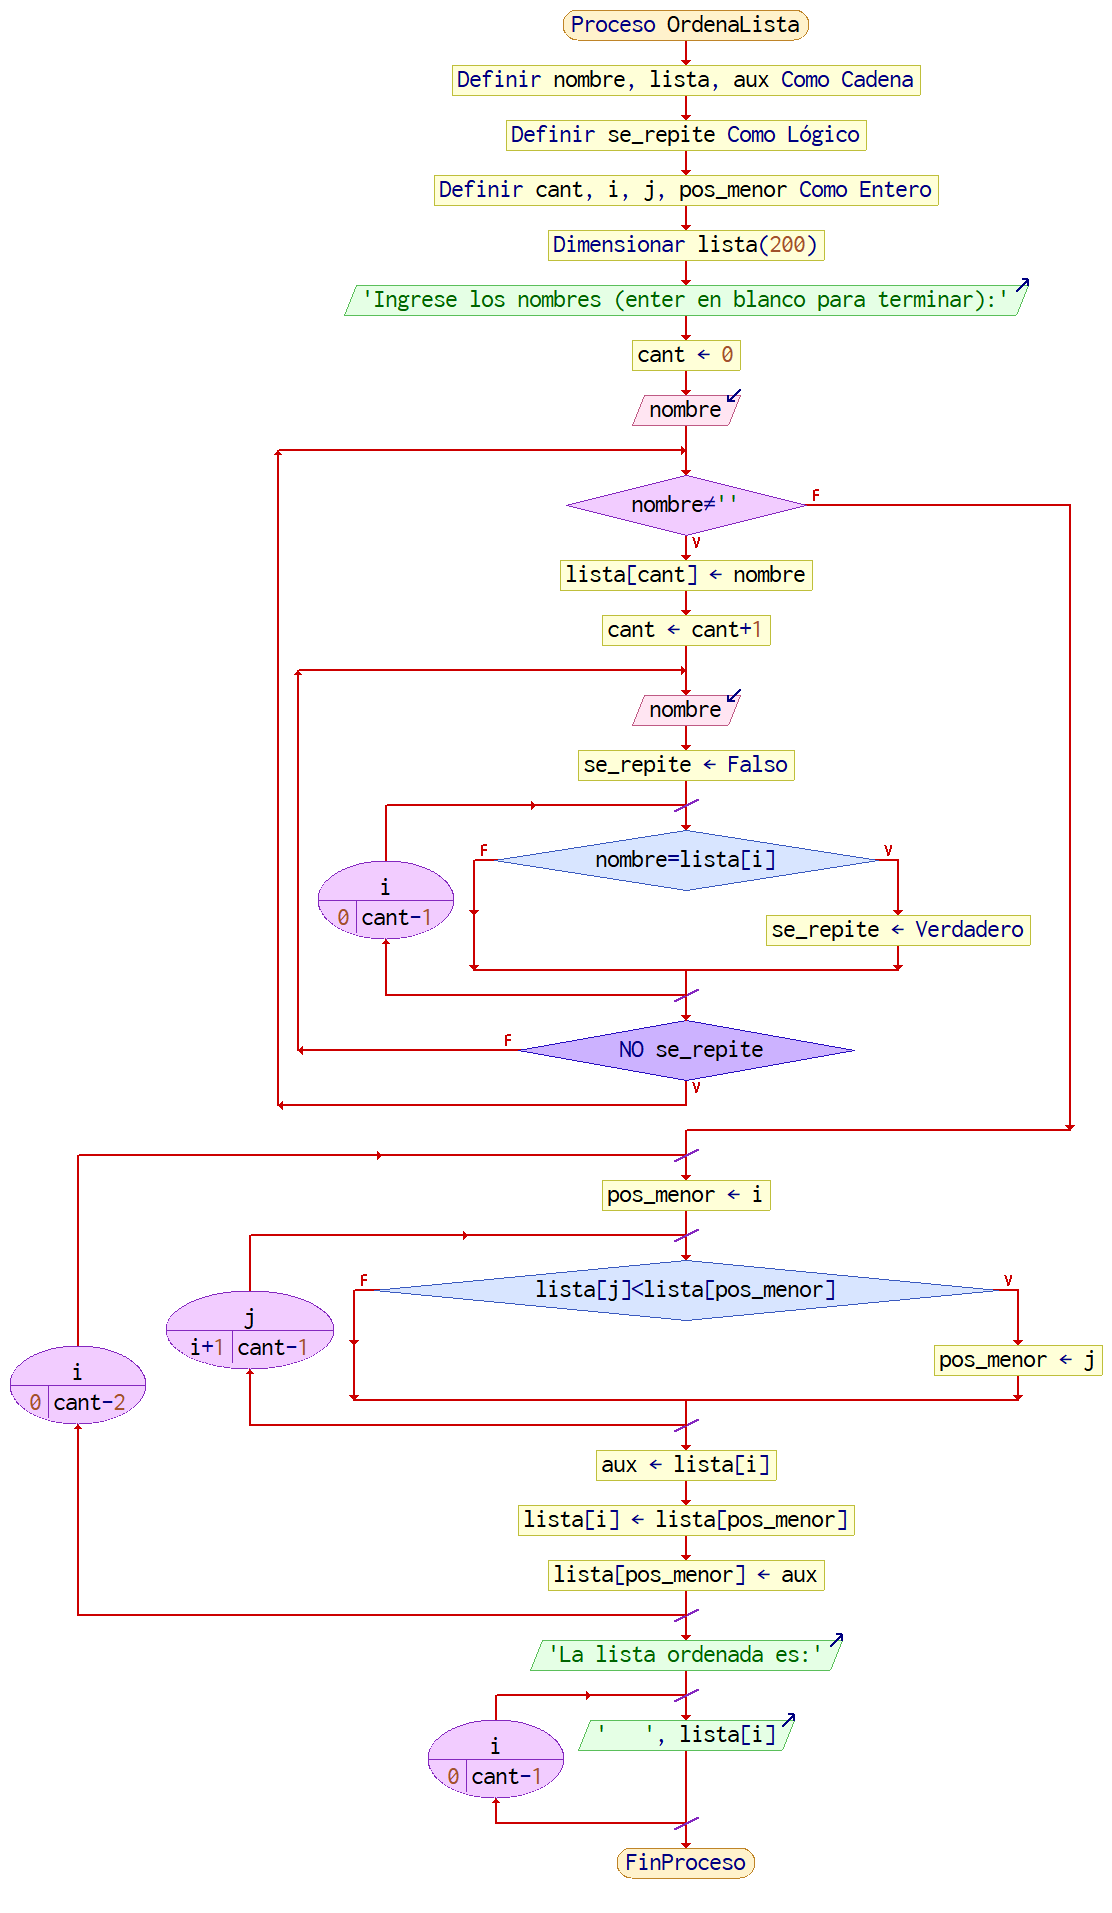 Proceso OrdenaLista
Definir nombre, lista, aux Como Cadena
Definir se_repite Como Lógico
Definir cant, i, j, pos_menor Como Entero
Dimensionar lista(200)
'Ingrese los nombres (enter en blanco para terminar):'
cant ← 0
nombre
nombre≠''
F
V
lista[cant] ← nombre
cant ← cant+1
nombre
se_repite ← Falso
i
0 cant-1
nombre=lista[i]
F
V
se_repite ← Verdadero
NO se_repite
F
V
i
0 cant-2
pos_menor ← i
j
i+1 cant-1
lista[j]<lista[pos_menor]
F
V
pos_menor ← j
aux ← lista[i]
lista[i] ← lista[pos_menor]
lista[pos_menor] ← aux
'La lista ordenada es:'
i
0 cant-1
'   ', lista[i]
FinProceso